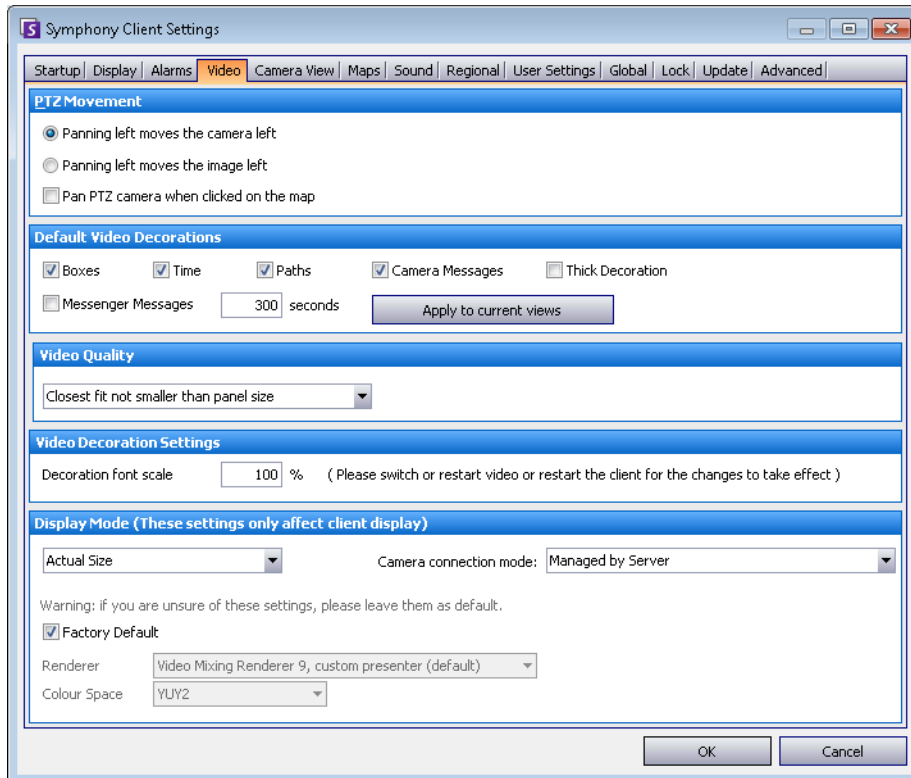 Symphony Client Settings
Startup Display Alarms Video Camera View Maps Sound Regional User Settings Global Lock Update Advanced
PTZ Movement
Panning left moves the camera left
Panning left moves the image left
Pan PTZ camera when clicked on the map
Default Video Decorations
Boxes Time Paths Camera Messages Thick Decoration
Messenger Messages 300 seconds Apply to current views
Video Quality
Closest fit not smaller than panel size
Video Decoration Settings
Decoration font scale 100 % ( Please switch or restart video or restart the client for the changes to take effect )
Display Mode (These settings only affect client display)
Actual Size Camera connection mode: Managed by Server
Warning: if you are unsure of these settings, please leave them as default.
Factory Default
Renderer Video Mixing Renderer 9, custom presenter (default)
Colour Space YUY2
OK Cancel